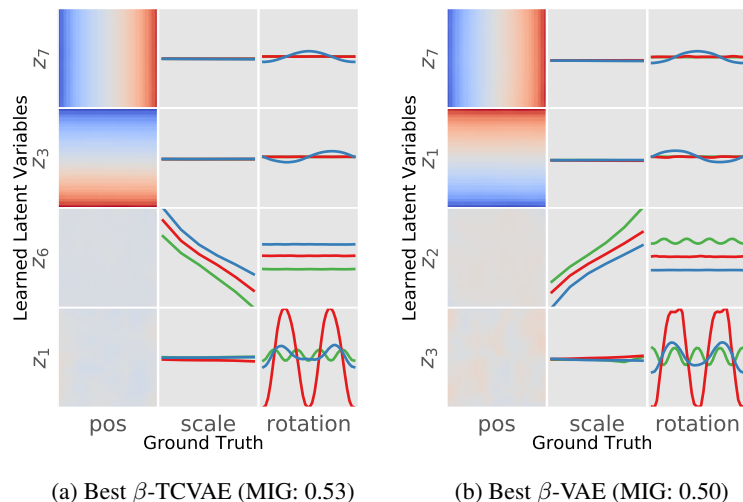 Learned Latent Variables
Z7
Z3
Z6
Z1
pos scale rotation
Ground Truth
(a) Best β-TCVAE (MIG: 0.53)
Learned Latent Variables
Z7
Z1
Z2
Z3
pos scale rotation
Ground Truth
(b) Best β-VAE (MIG: 0.50)